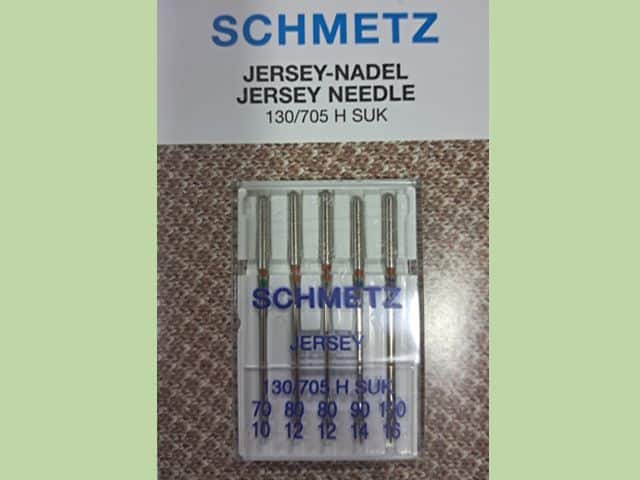 SCHMETZ
JERSEY-NADEL
JERSEY NEEDLE
130/705 H SUK
SCHMETZ
JERSEY
130/705 H SUK
70 80 80 90 100
10 12 12 14 16